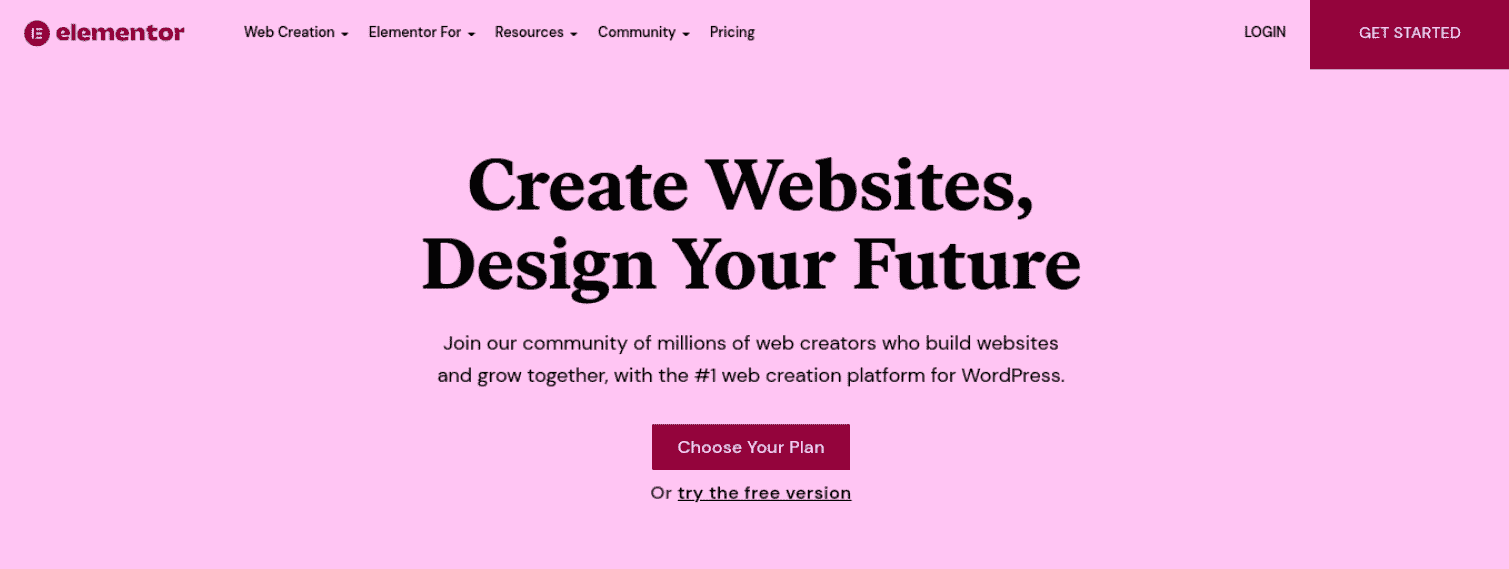 elementor
Web Creation
Elementor For
Resources
Community
Pricing
LOGIN
GET STARTED
Create Websites,
Design Your Future
Join our community of millions of web creators who build websites
and grow together, with the #1 web creation platform for WordPress.
Choose Your Plan
Or try the free version